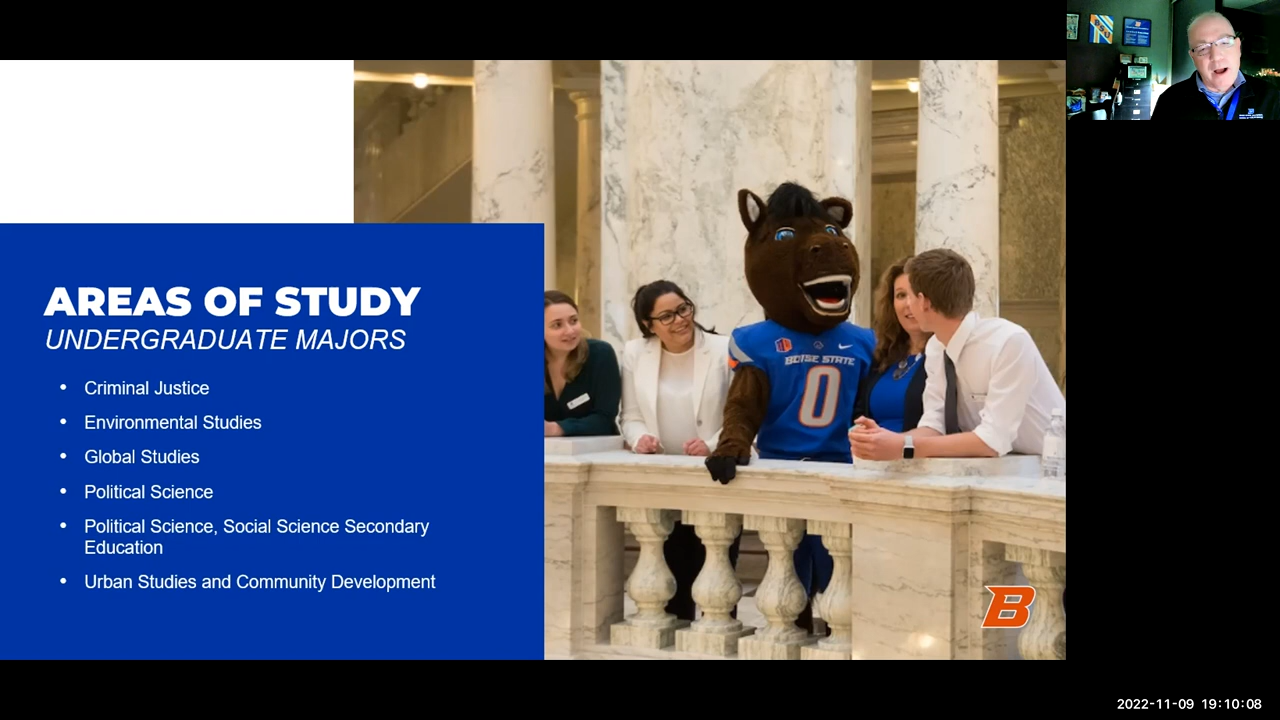 AREAS OF STUDY
UNDERGRADUATE MAJORS
• Criminal Justice
• Environmental Studies
• Global Studies
• Political Science
• Political Science, Social Science Secondary
Education
• Urban Studies and Community Development
BOISE STATE
0
B
2022-11-09 19:10:08